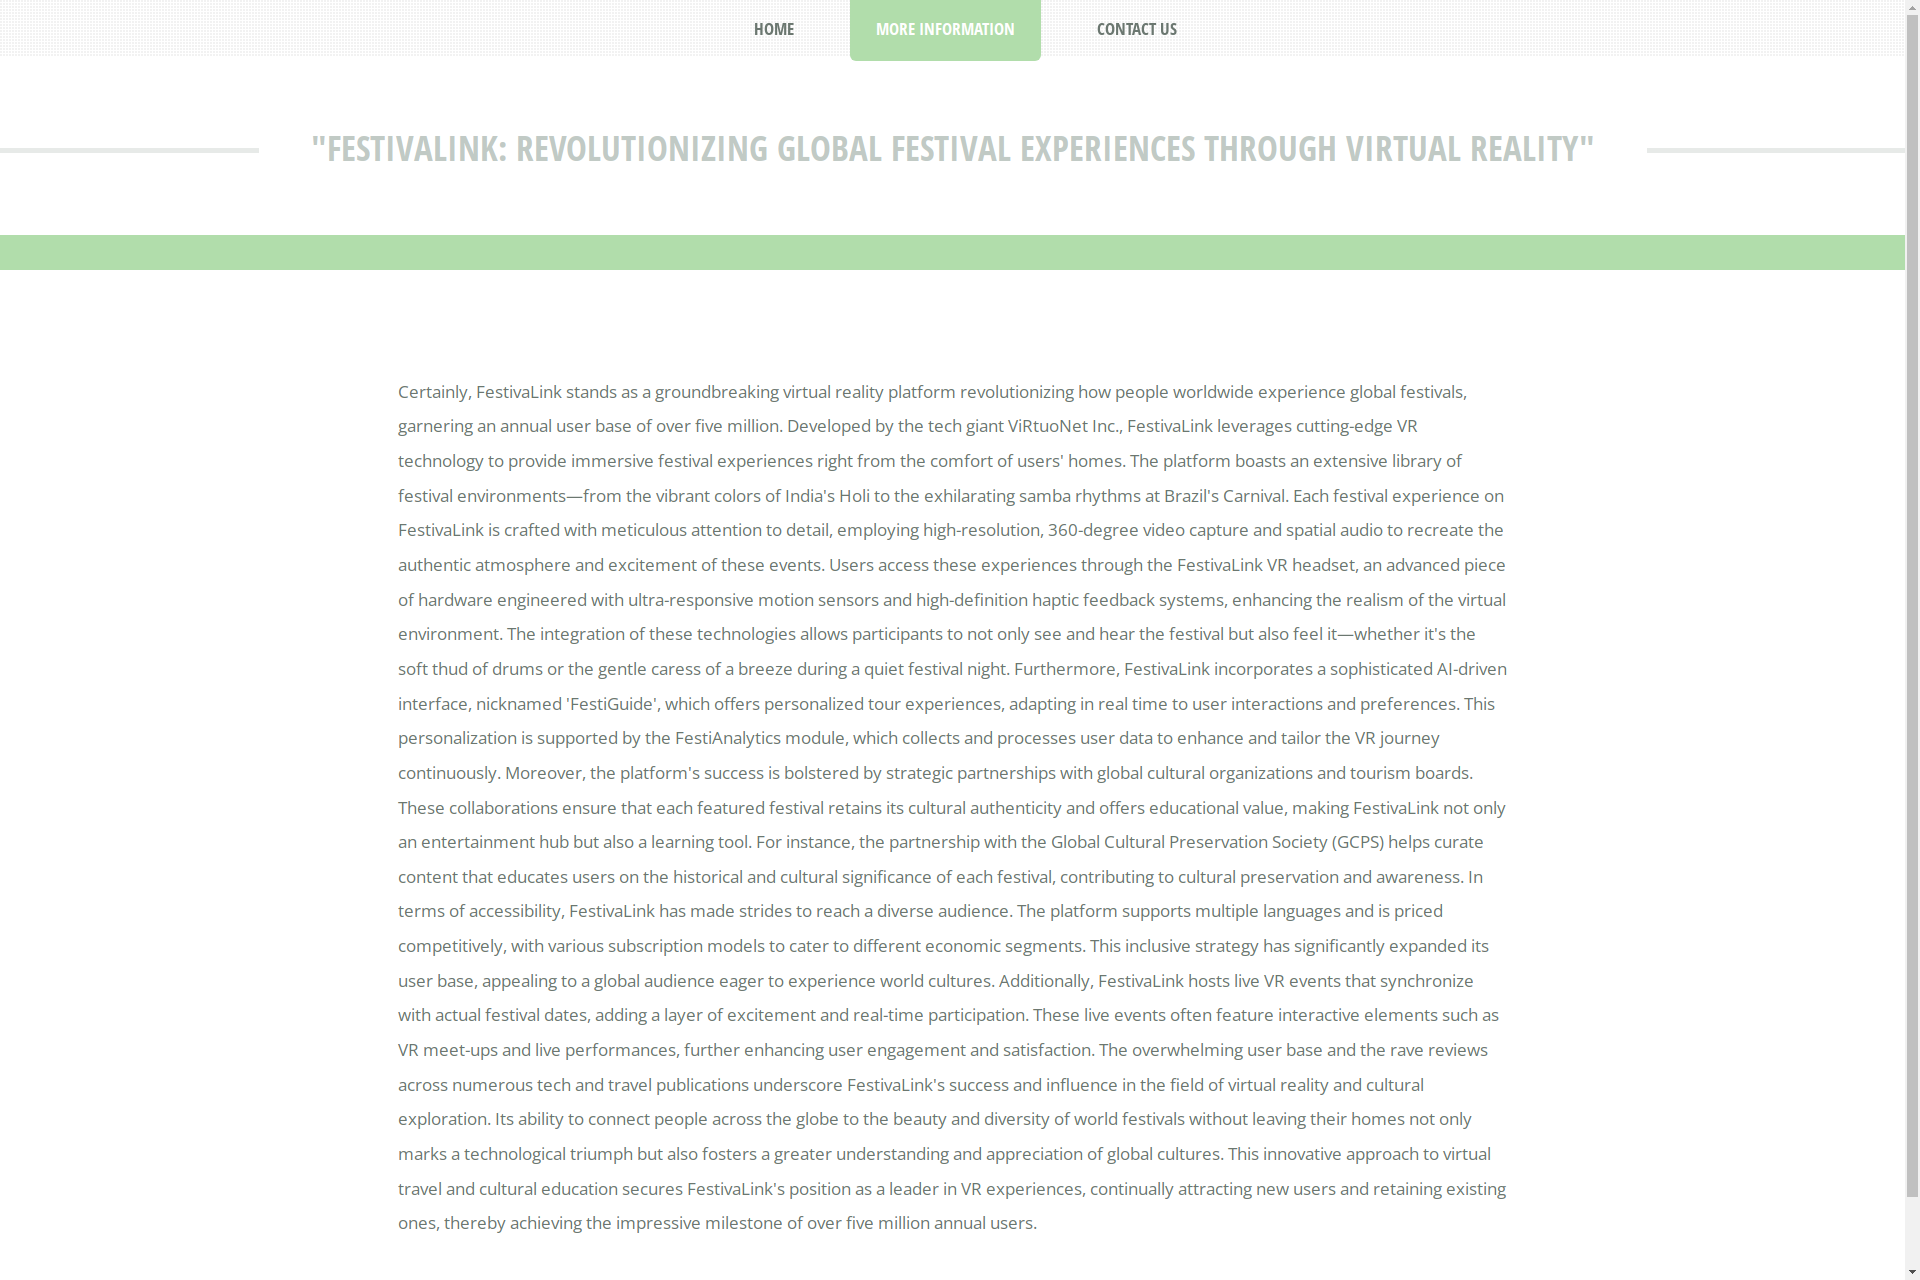 HOME
MORE INFORMATION
CONTACT US
"FESTIVALINK: REVOLUTIONIZING GLOBAL FESTIVAL EXPERIENCES THROUGH VIRTUAL REALITY"
Certainly, FestivaLink stands as a groundbreaking virtual reality platform revolutionizing how people worldwide experience global festivals,
garnering an annual user base of over five million. Developed by the tech giant ViRtuoNet Inc., FestivaLink leverages cutting-edge VR
technology to provide immersive festival experiences right from the comfort of users' homes. The platform boasts an extensive library of
festival environments—from the vibrant colors of India's Holi to the exhilarating samba rhythms at Brazil's Carnival. Each festival experience on
FestivaLink is crafted with meticulous attention to detail, employing high-resolution, 360-degree video capture and spatial audio to recreate the
authentic atmosphere and excitement of these events. Users access these experiences through the FestivaLink VR headset, an advanced piece
of hardware engineered with ultra-responsive motion sensors and high-definition haptic feedback systems, enhancing the realism of the virtual
environment. The integration of these technologies allows participants to not only see and hear the festival but also feel it—whether it's the
soft thud of drums or the gentle caress of a breeze during a quiet festival night. Furthermore, FestivaLink incorporates a sophisticated AI-driven
interface, nicknamed 'FestiGuide', which offers personalized tour experiences, adapting in real time to user interactions and preferences. This
personalization is supported by the FestiAnalytics module, which collects and processes user data to enhance and tailor the VR journey
continuously. Moreover, the platform's success is bolstered by strategic partnerships with global cultural organizations and tourism boards.
These collaborations ensure that each featured festival retains its cultural authenticity and offers educational value, making FestivaLink not only
an entertainment hub but also a learning tool. For instance, the partnership with the Global Cultural Preservation Society (GCPS) helps curate
content that educates users on the historical and cultural significance of each festival, contributing to cultural preservation and awareness. In
terms of accessibility, FestivaLink has made strides to reach a diverse audience. The platform supports multiple languages and is priced
competitively, with various subscription models to cater to different economic segments. This inclusive strategy has significantly expanded its
user base, appealing to a global audience eager to experience world cultures. Additionally, FestivaLink hosts live VR events that synchronize
with actual festival dates, adding a layer of excitement and real-time participation. These live events often feature interactive elements such as
VR meet-ups and live performances, further enhancing user engagement and satisfaction. The overwhelming user base and the rave reviews
across numerous tech and travel publications underscore FestivaLink's success and influence in the field of virtual reality and cultural
exploration. Its ability to connect people across the globe to the beauty and diversity of world festivals without leaving their homes not only
marks a technological triumph but also fosters a greater understanding and appreciation of global cultures. This innovative approach to virtual
travel and cultural education secures FestivaLink's position as a leader in VR experiences, continually attracting new users and retaining existing
ones, thereby achieving the impressive milestone of over five million annual users.